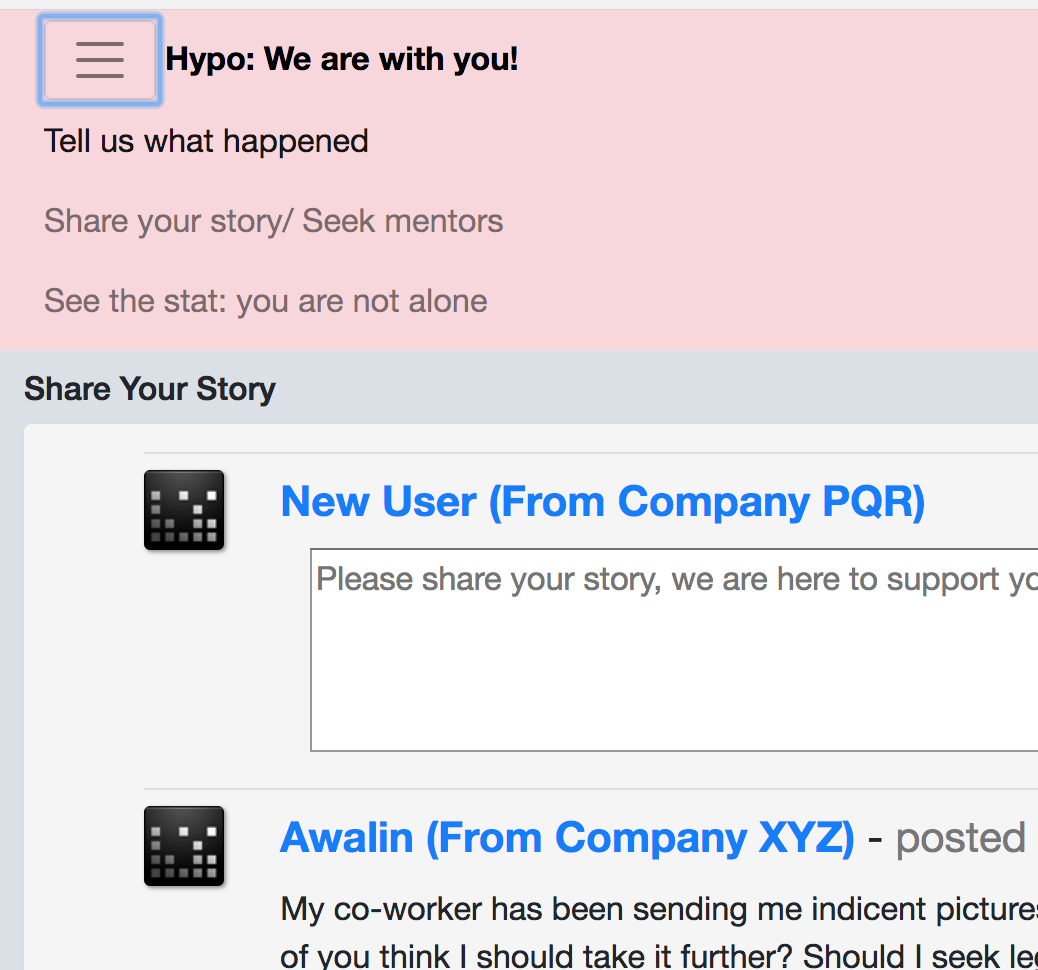 Hypo: We are with you!
Tell us what happened
Share your story/ Seek mentors
See the stat: you are not alone
Share Your Story
New User (From Company PQR)
Please share your story, we are here to support
Awalin (From Company XYZ) - posted
My co-worker has been sending me indicent pictures
of you think I should take it further? Should I seek